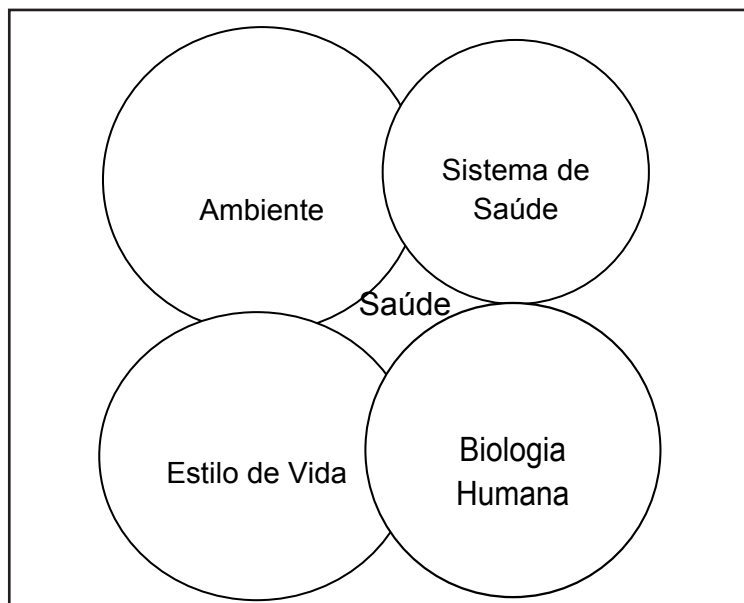 Ambiente
Sistema de
Saúde
Saúde
Estilo de Vida
Biologia
Humana